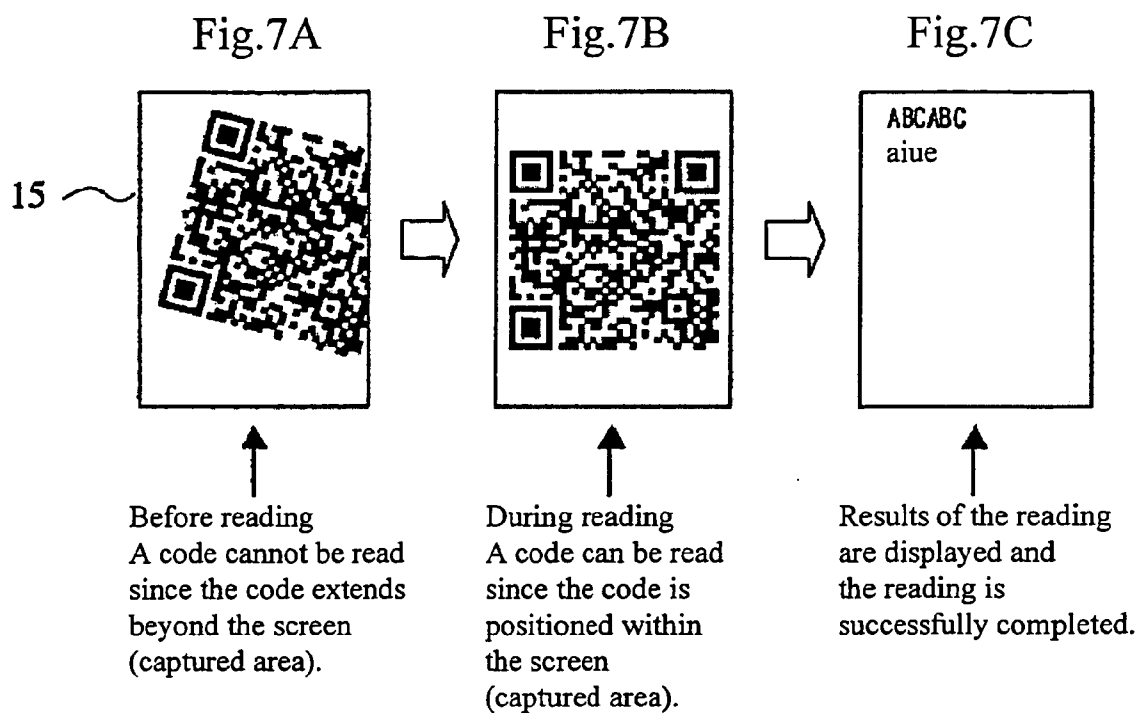 Fig.7A
Fig.7B
Fig.7C
15
ABCABC
aiue
Before reading
A code cannot be read
since the code extends
beyond the screen
(captured area).
During reading
A code can be read
since the code is
positioned within
the screen
(captured area).
Results of the reading
are displayed and
the reading is
successfully completed.